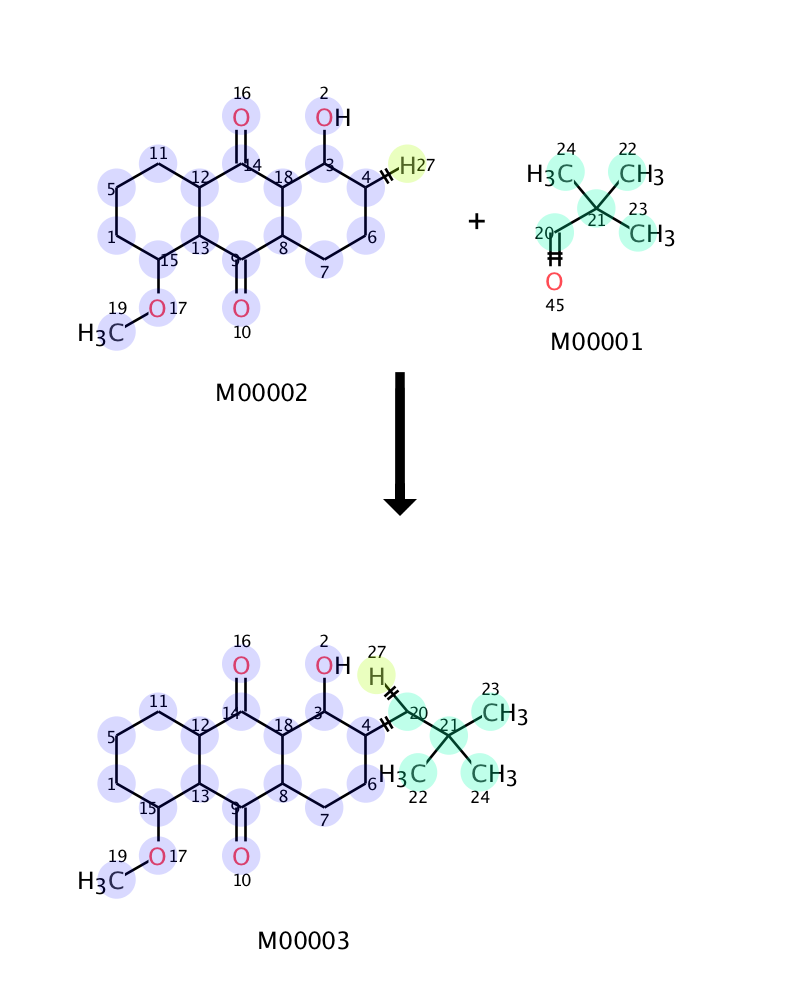 16 2
O OH
11 12 14 18 3 4 H 27
5
1 13 9 8 7 6
15
19 O 17 O
H3C 10
24 22
H3C CH3
23
20 21 CH3
O
45
+
M00001
M00002
16 2 27
O OH H
11 12 14 18 3 4 20 21 23 CH3
5
1 13 9 8 7 6 H3C CH3
15 22 24
19 O 17 O
H3C 10
M00003